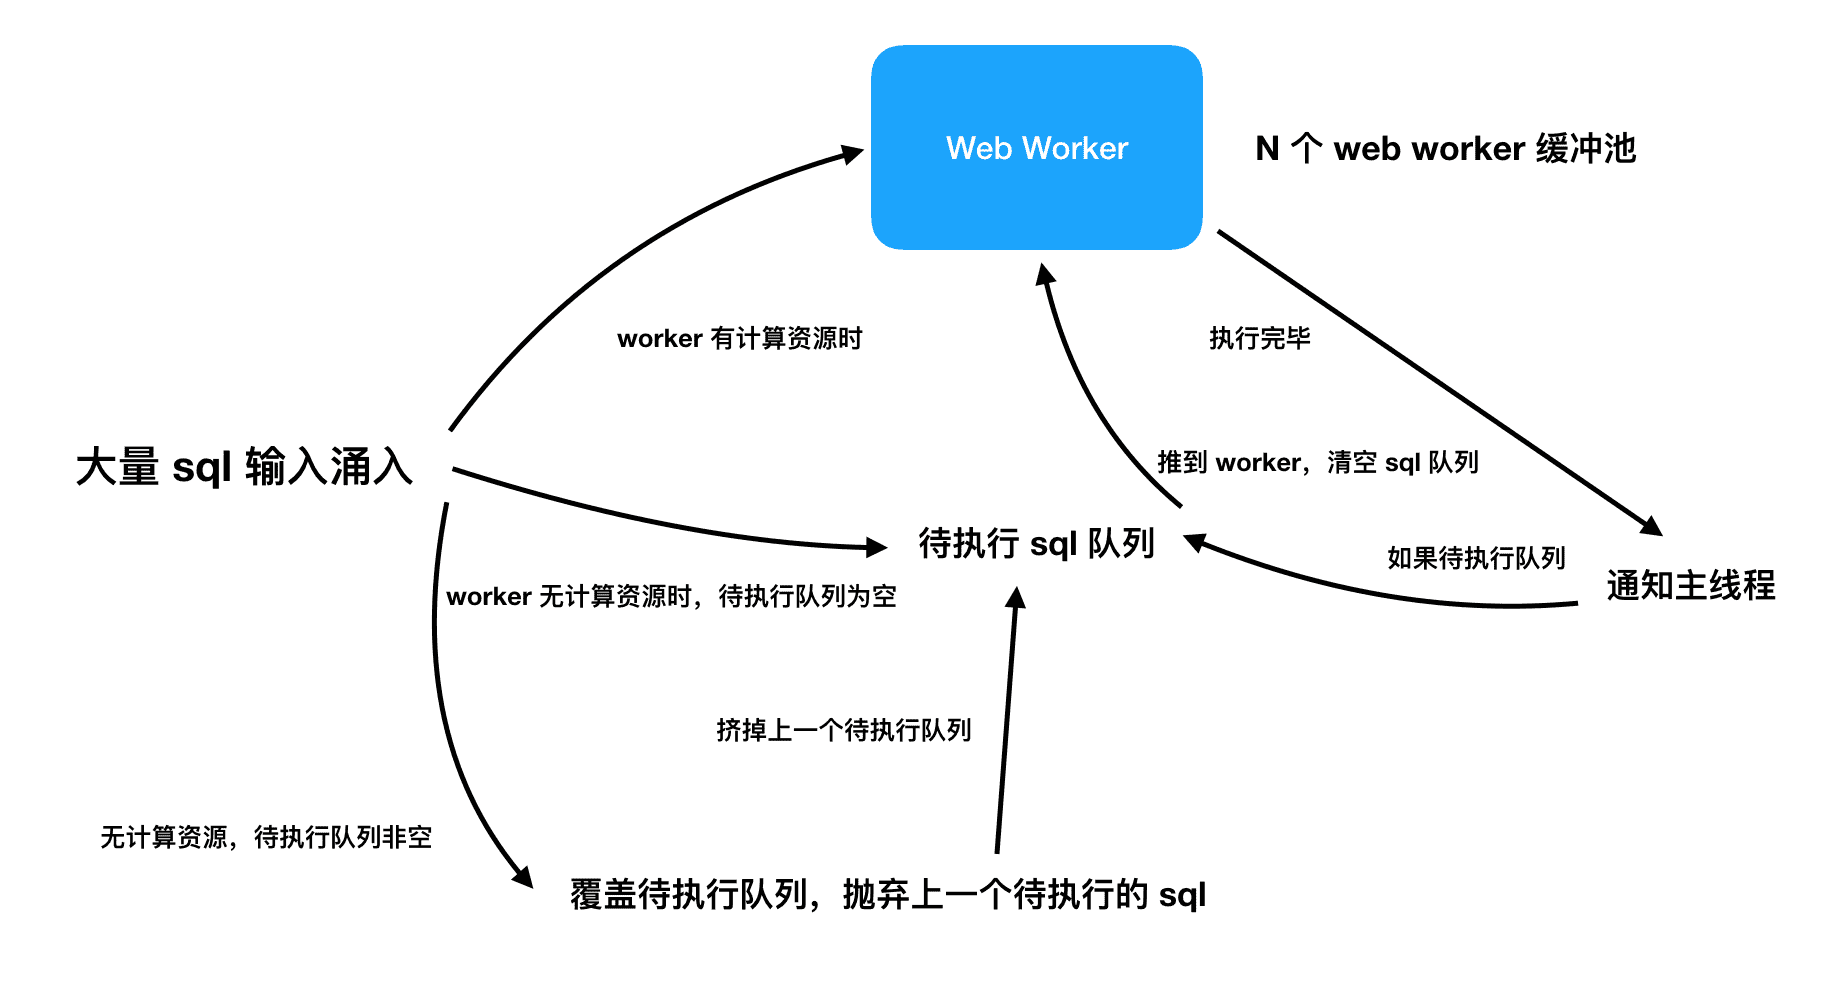 Web Worker
N 个 web worker 缓冲池
worker 有计算资源时
执行完毕
大量 sql 输入涌入
推到 worker，清空 sql 队列
待执行 sql 队列
如果待执行队列
通知主线程
worker 无计算资源时，待执行队列为空
挤掉上一个待执行队列
无计算资源，待执行队列非空
覆盖待执行队列，抛弃上一个待执行的 sql